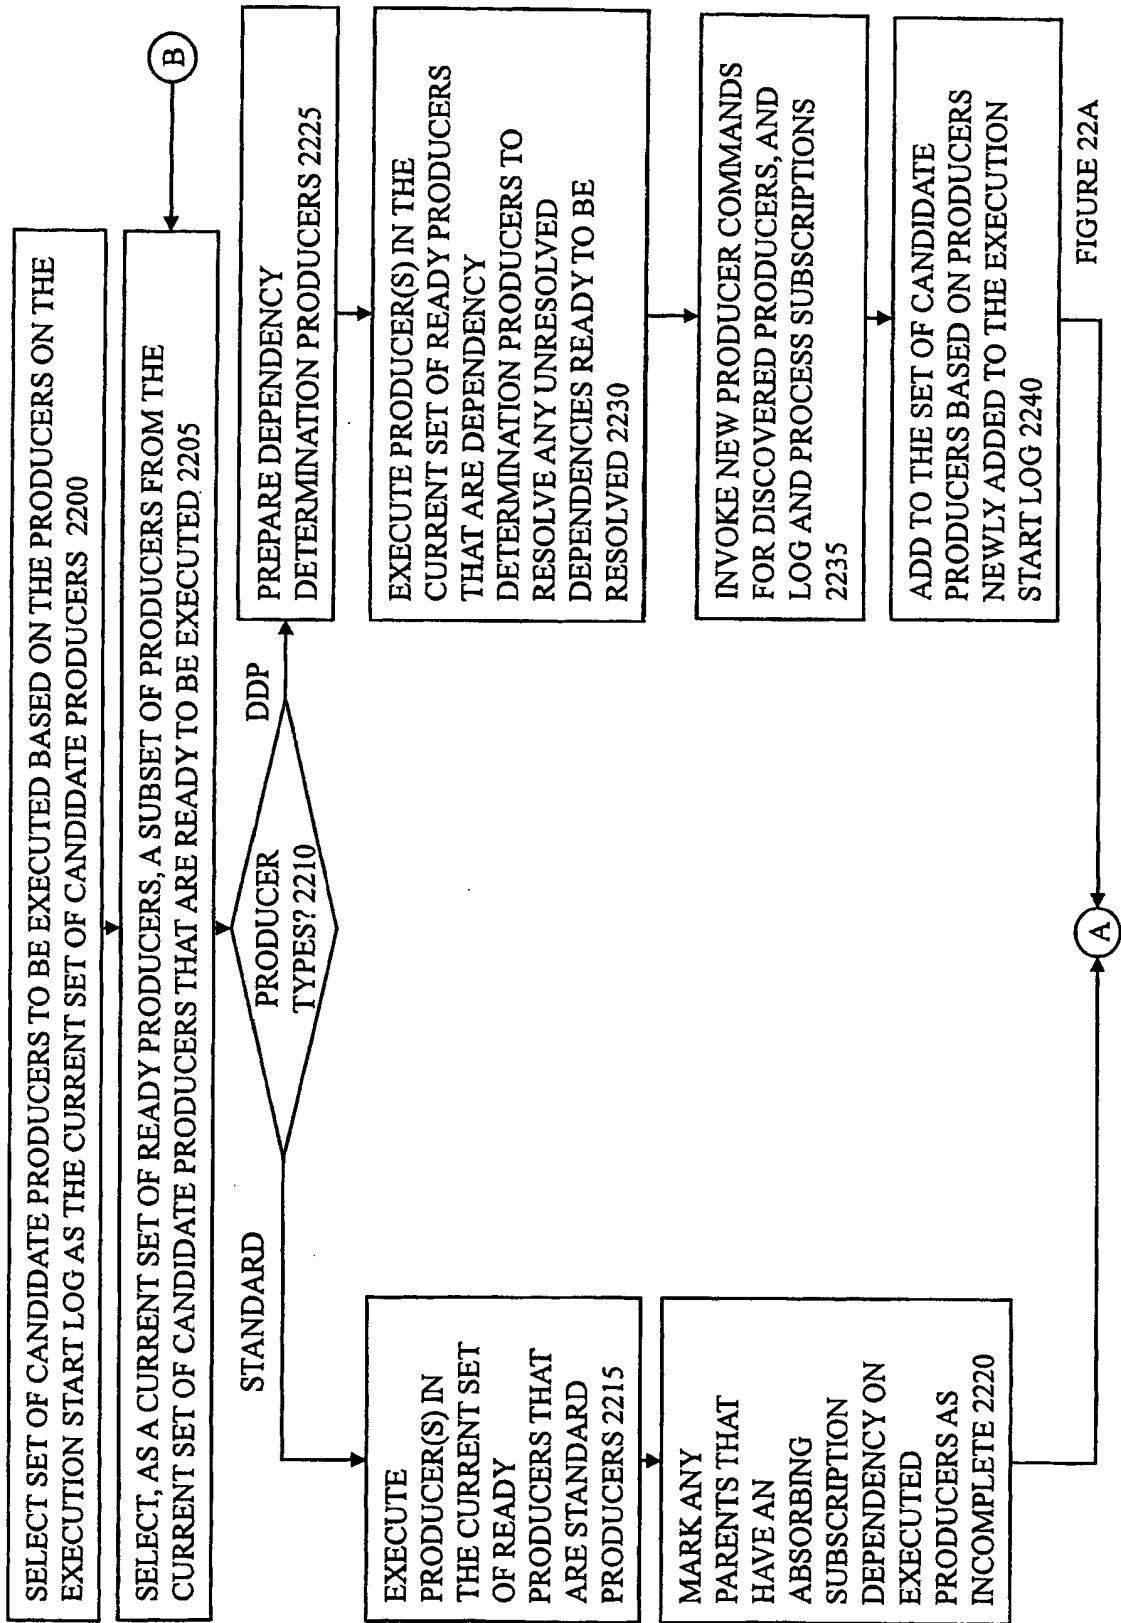 SELECT SET OF CANDIDATE PRODUCERS TO BE EXECUTED BASED ON THE PRODUCERS ON THE
EXECUTION START LOG AS THE CURRENT SET OF CANDIDATE PRODUCERS 2200
B
SELECT, AS A CURRENT SET OF READY PRODUCERS, A SUBSET OF PRODUCERS FROM THE
CURRENT SET OF CANDIDATE PRODUCERS THAT ARE READY TO BE EXECUTED 2205
PRODUCER
TYPES? 2210
STANDARD
EXECUTE
PRODUCER(S) IN
THE CURRENT SET
OF READY
PRODUCERS THAT
ARE STANDARD
PRODUCERS 2215
MARK ANY
PARENTS THAT
HAVE AN
ABSORBING
SUBSCRIPTION
DEPENDENCY ON
EXECUTED
PRODUCERS AS
INCOMPLETE 2220
DDP
PREPARE DEPENDENCY
DETERMINATION PRODUCERS 2225
EXECUTE PRODUCER(S) IN THE
CURRENT SET OF READY PRODUCERS
THAT ARE DEPENDENCY
DETERMINATION PRODUCERS TO
RESOLVE ANY UNRESOLVED
DEPENDENCIES READY TO BE
RESOLVED 2230
INVOKE NEW PRODUCER COMMANDS
FOR DISCOVERED PRODUCERS, AND
LOG AND PROCESS SUBSCRIPTIONS
2235
ADD TO THE SET OF CANDIDATE
PRODUCERS BASED ON PRODUCERS
NEWLY ADDED TO THE EXECUTION
START LOG 2240
A
FIGURE 22A